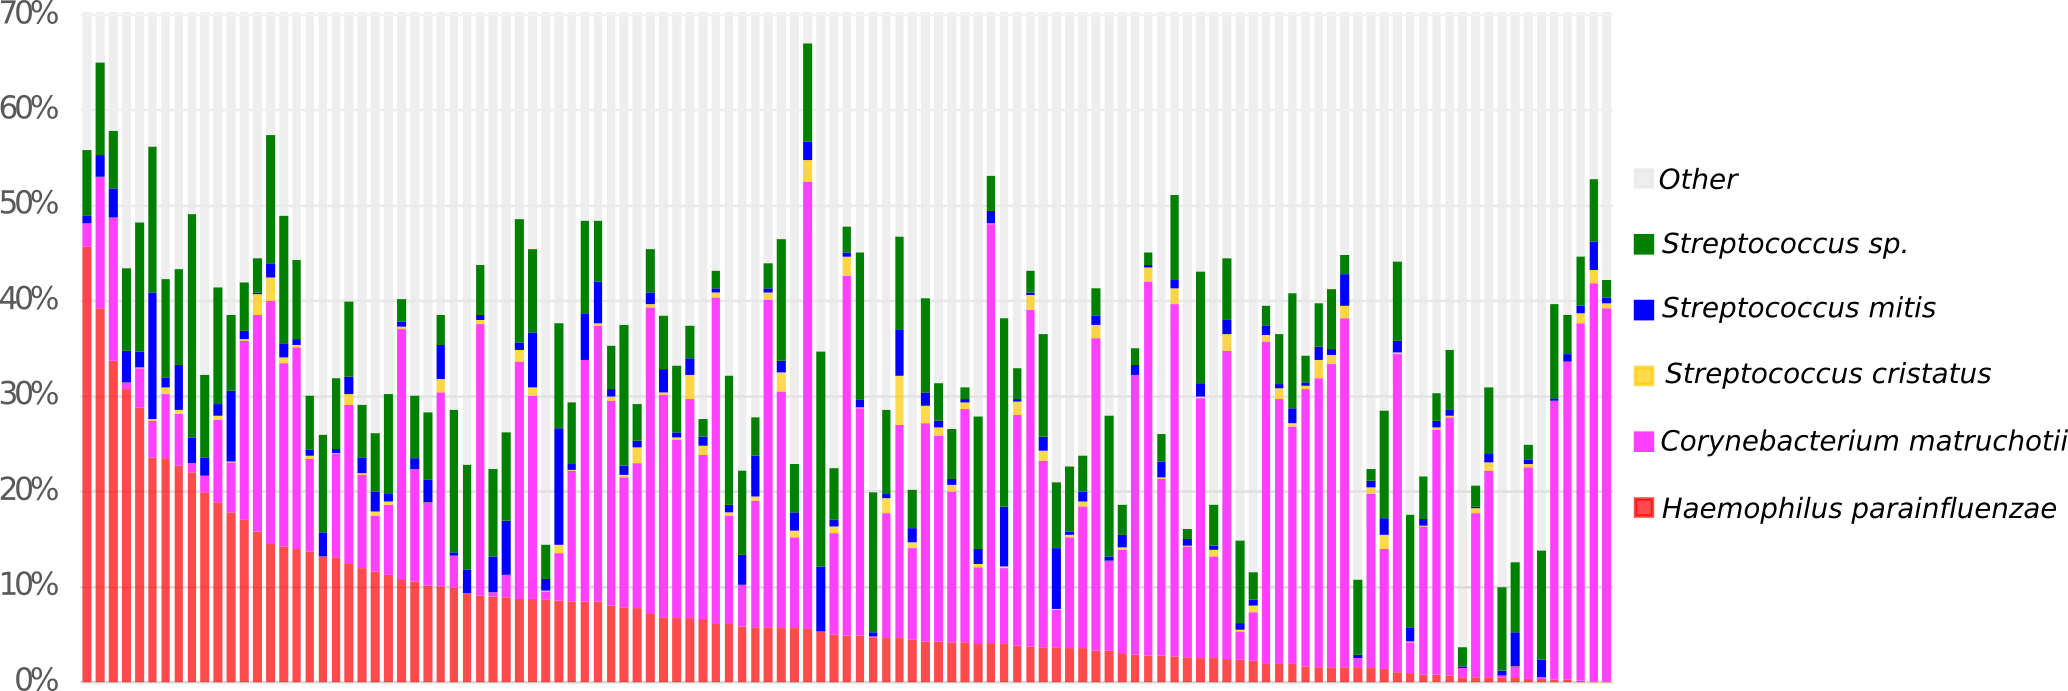 70%
60%
50%
40%
30%
20%
10%
0%
Other
Streptococcus sp.
Streptococcus mitis
Streptococcus cristatus
Corynebacterium matruchotii
Haemophilus parainfluenzae